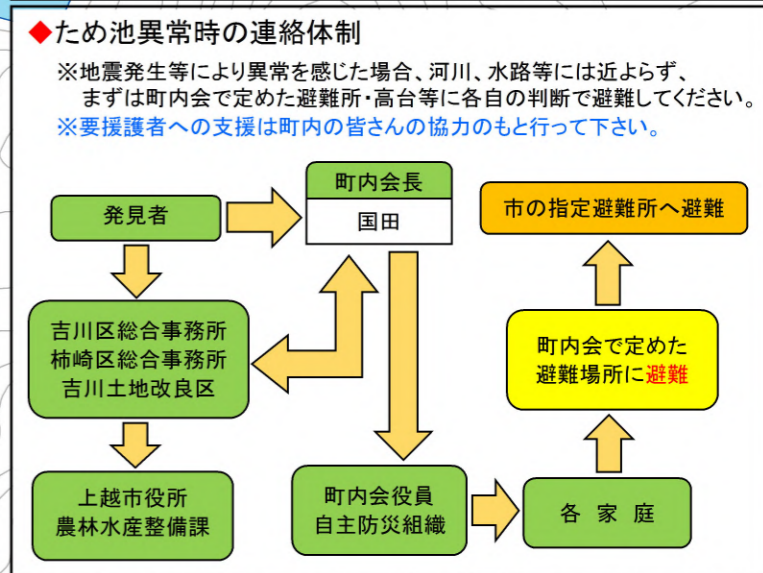 ◆ため池異常時の連絡体制
※地震発生等により異常を感じた場合、河川、水路等には近よらず、
まずは町内会で定めた避難所・高台等に各自の判断で避難してください。
※要援護者への支援は町内の皆さんの協力のもと行って下さい。
発見者
町内会長
国田
市の指定避難所へ避難
吉川区総合事務所
柿崎区総合事務所
吉川土地改良区
町内会で定めた
避難場所に避難
上越市役所
農林水産整備課
町内会役員
自主防災組織
各 家 庭